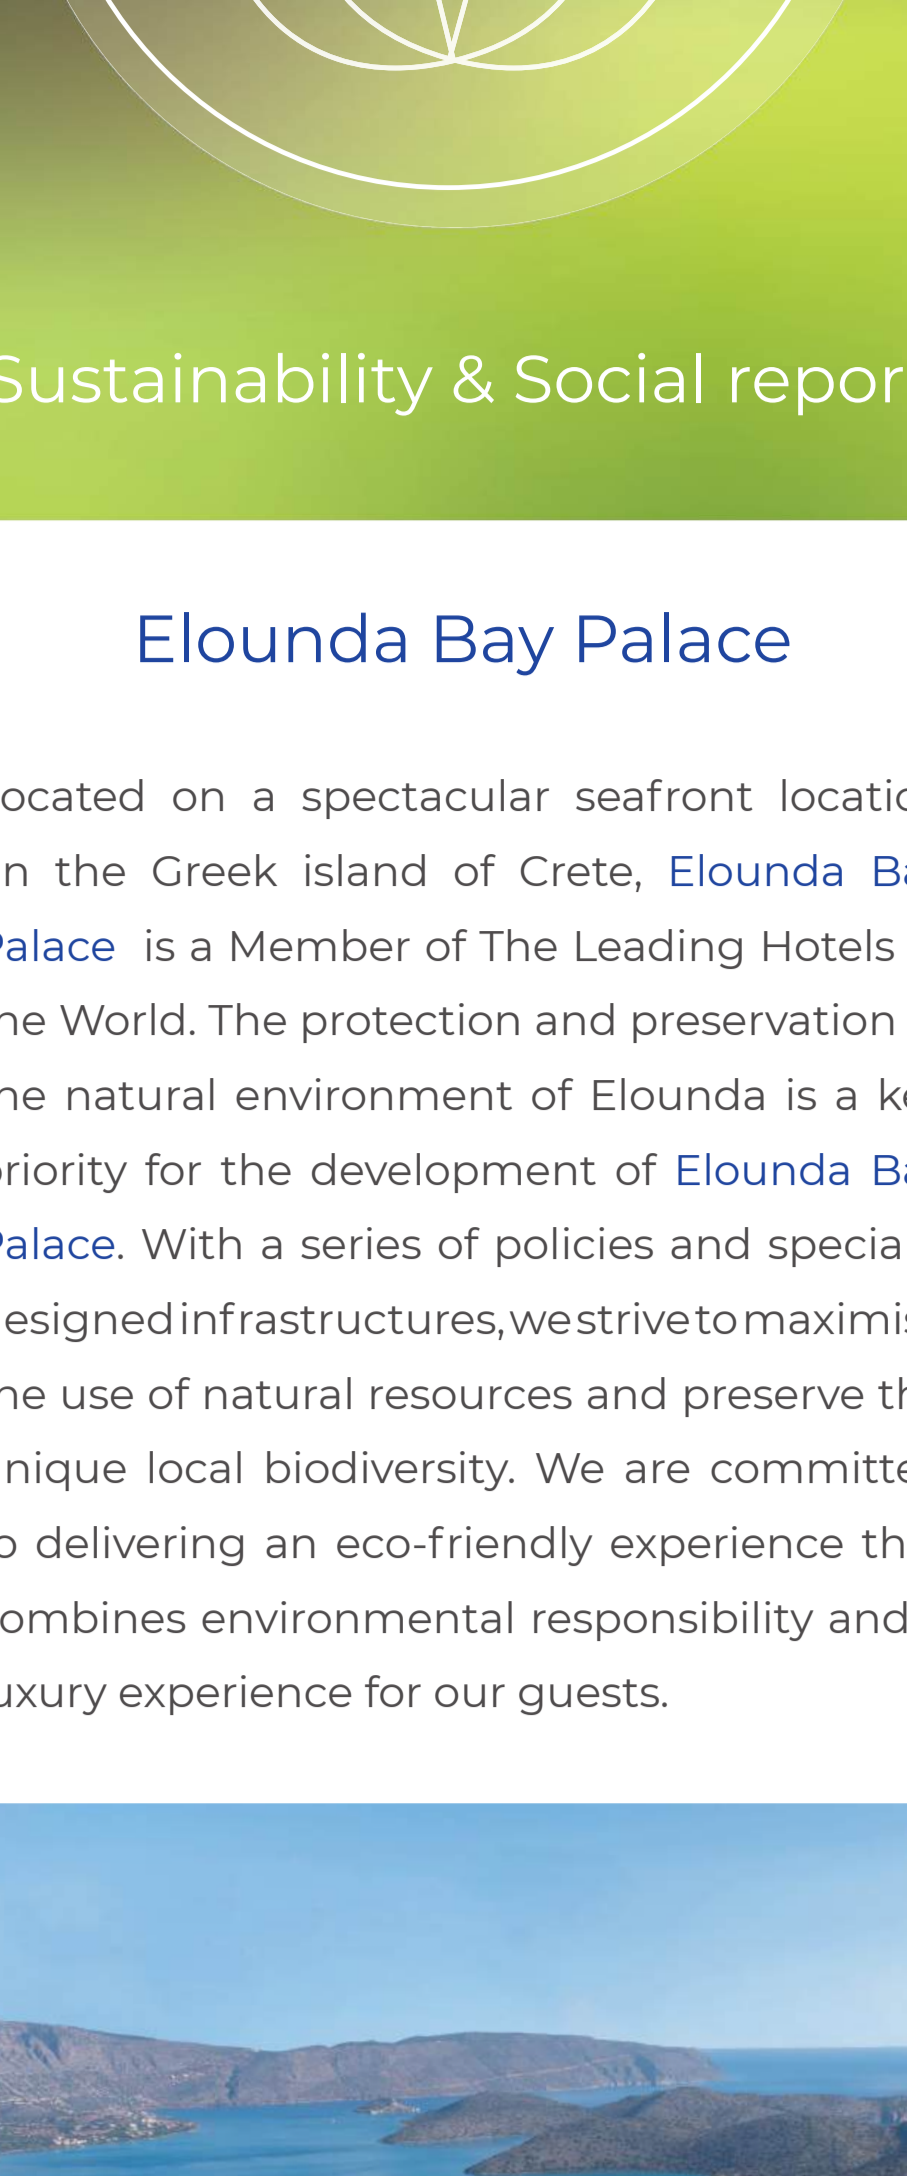 Sustainability & Social repor
Elounda Bay Palace
ocated on a spectacular seafront locatio
n the Greek island of Crete, Elounda Ba
Palace is a Member of The Leading Hotels
he World. The protection and preservation
he natural environment of Elounda is a ke
priority for the development of Elounda Ba
Palace. With a series of policies and special
esigned infrastructures, we strive to maximis
he use of natural resources and preserve th
nique local biodiversity. We are committe
o delivering an eco-friendly experience th
ombines environmental responsibility and
uxury experience for our guests.